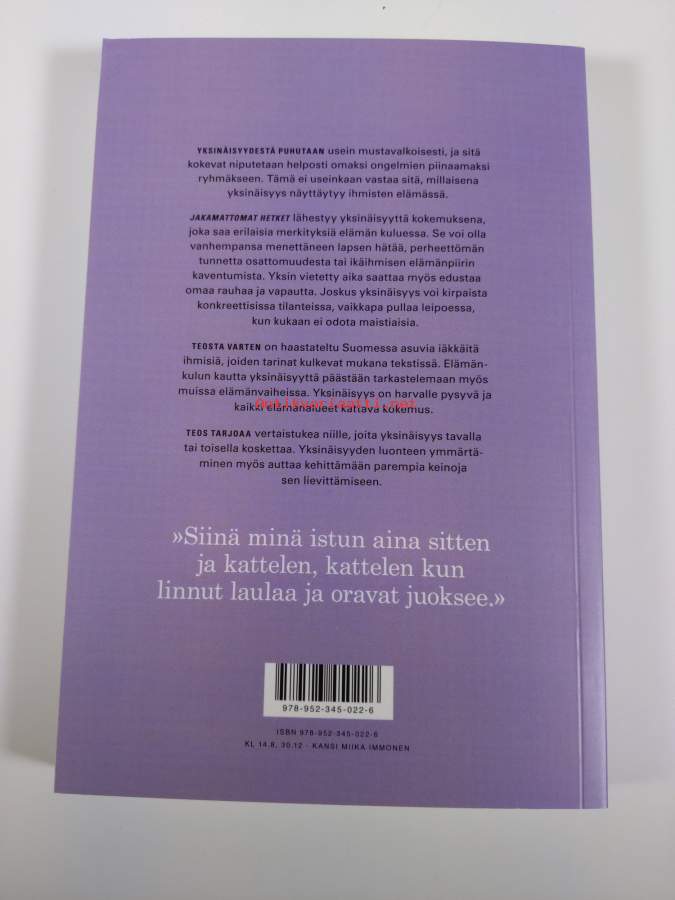 YKSINÄISYYDESTÄ PUHUTAAN usein mustavalkoisesti, ja sitä
kokevat niputetaan helposti omaksi ongelmien piinaamaksi
ryhmäkseen. Tämä ei useinkaan vastaa sitä, millaisena
yksinäisyys näyttäytyy ihmisten elämässä.
JAKAMATTOMAT HETKET lähestyy yksinäisyyttä kokemuksena,
joka saa erilaisia merkityksiä elämän kuluessa. Se voi olla
vanhempansa menettäneen lapsen hätää, perheettömän
tunnetta osattomuudesta tai ikäihmisen elämänpiirin
kaventumista. Yksin vietetty aika saattaa myös edustaa
omaa rauhaa ja vapautta. Joskus yksinäisyys voi kirpaista
konkreettisissa tilanteissa, vaikkapa pullaa leipoessa,
kun kukaan ei odota maistiaisia.
TEOSTA VARTEN on haastateltu Suomessa asuvia iäkkäitä
ihmisiä, joiden tarinat kulkevat mukana tekstissä. Elämän-
kulun kautta yksinäisyyttä päästään tarkastelemaan myös
muissa elämänvaiheissa. Yksinäisyys on harvalle pysyvä ja
Antikvariaatti.net
kaikki elämänalueet kattava kokemus.
TEOS TARJOAA vertaistukea niille, joita yksinäisyys tavalla
tai toisella koskettaa. Yksinäisyyden luonteen ymmärtä-
minen myös auttaa kehittämään parempia keinoja
sen lievittämiseen.
»Siinä minä istun aina sitten
ja kattelen, kattelen kun
linnut laulaa ja oravat juoksee.»
978-952-345-022-6
ISBN 978-952-345-022-6
KL 14.8, 30.12 · KANSI MIIKA IMMONEN